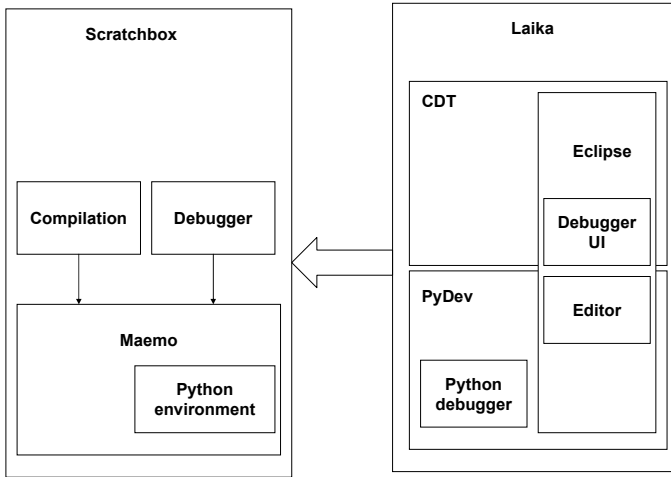 Scratchbox
Compilation
Debugger
Maemo
Python
environment
Laika
CDT
Eclipse
Debugger
UI
PyDev
Editor
Python
debugger